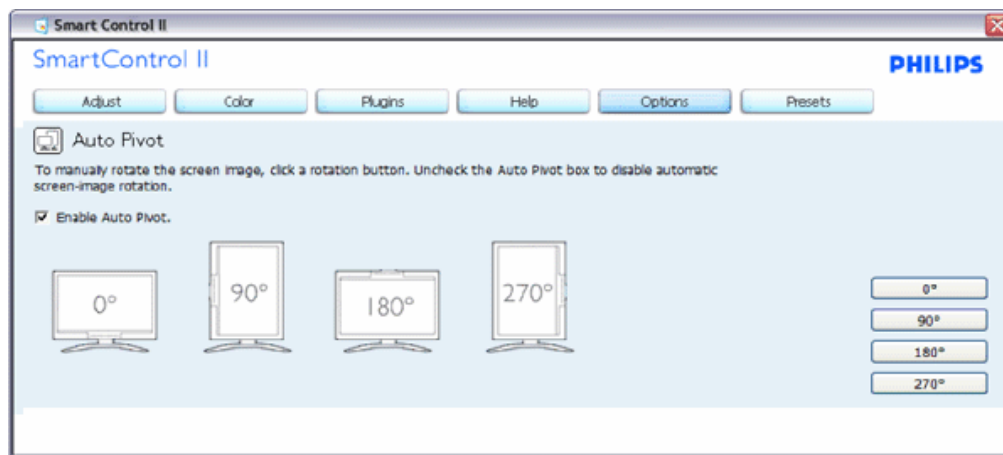 Smart Control II
SmartControl II
PHILIPS
Adjust Color Plugins Help Options Presets
Auto Pivot
To manually rotate the screen image, click a rotation button. Uncheck the Auto Pivot box to disable automatic
screen-image rotation.
Enable Auto Pivot.
0° 90° 180° 270°
0°
90°
180°
270°